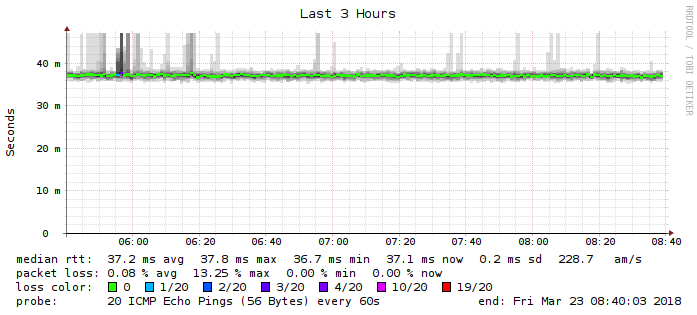 Last 3 Hours
RRDTOOL / TOBI OETIKER
Seconds
40 m
30 m
20 m
10 m
0
06:00 06:20 06:40 07:00 07:20 07:40 08:00 08:20 08:40
median rtt: 37.2 ms avg 37.8 ms max 36.7 ms min 37.1 ms now 0.2 ms sd 228.7 am/s
packet loss: 0.08 % avg 13.25 % max 0.00 % min 0.00 % now
loss color: 0 1/20 2/20 3/20 4/20 10/20 19/20
probe: 20 ICMP Echo Pings (56 Bytes) every 60s end: Fri Mar 23 08:40:03 2018